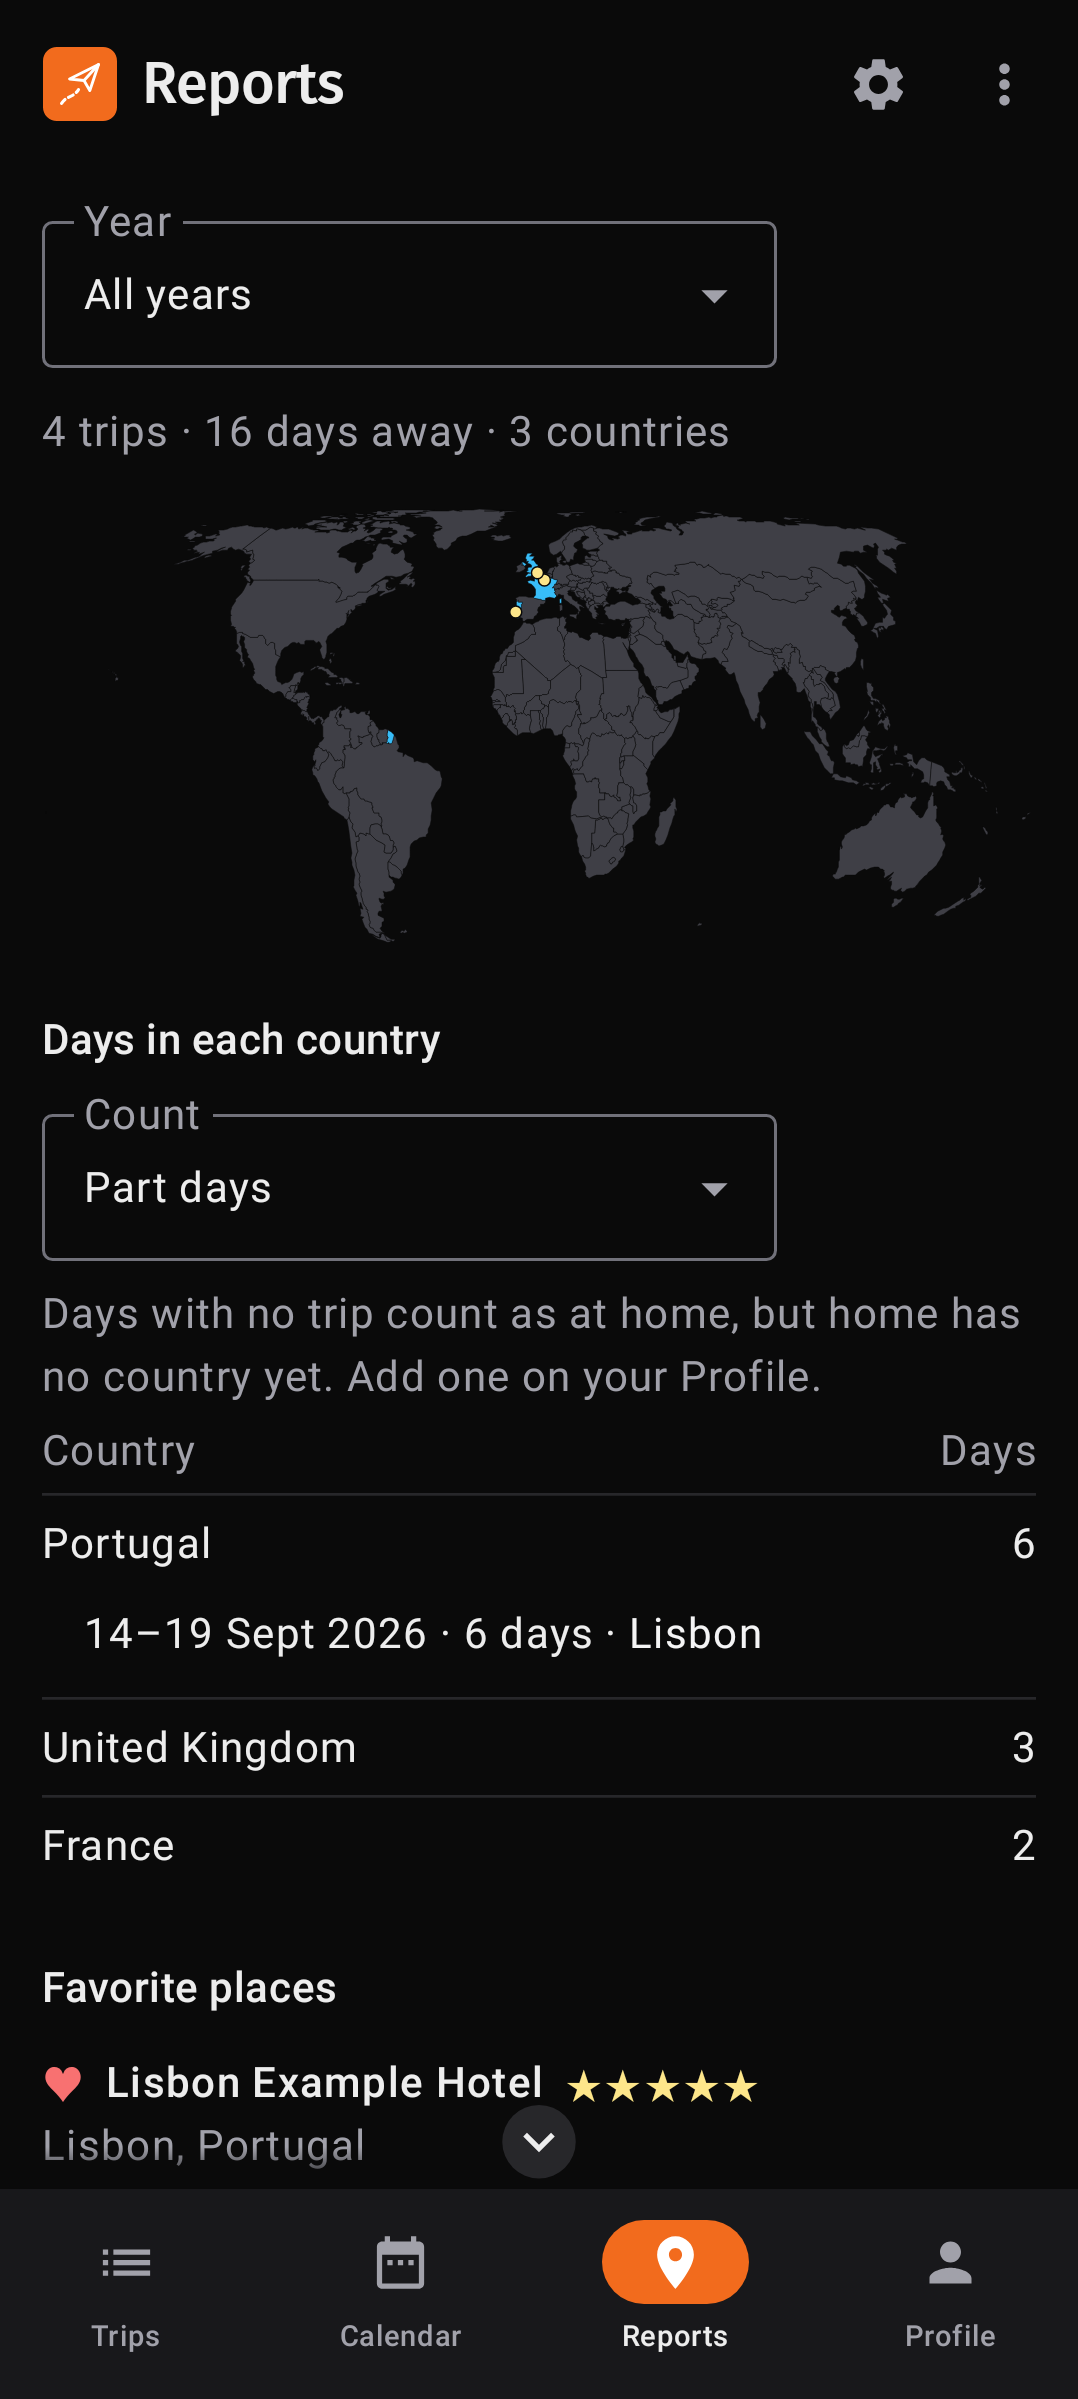 Reports
Year
All years
4 trips · 16 days away · 3 countries
Days in each country
Count
Part days
Days with no trip count as at home, but home has
no country yet. Add one on your Profile.
Country Days
Portugal 6
14–19 Sept 2026 · 6 days · Lisbon
United Kingdom 3
France 2
Favorite places
Lisbon Example Hotel ★★★★★
Lisbon, Portugal
Trips Calendar Reports Profile